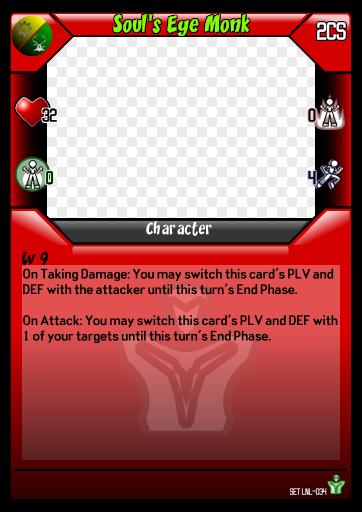 Soul's Eye Monk
2CS
32
0
0
4
Character
Lv 9
On Taking Damage: You may switch this card's PLV and
DEF with the attacker until this turn's End Phase.
On Attack: You may switch this card's PLV and DEF with
1 of your targets until this turn's End Phase.
SET LNL-034